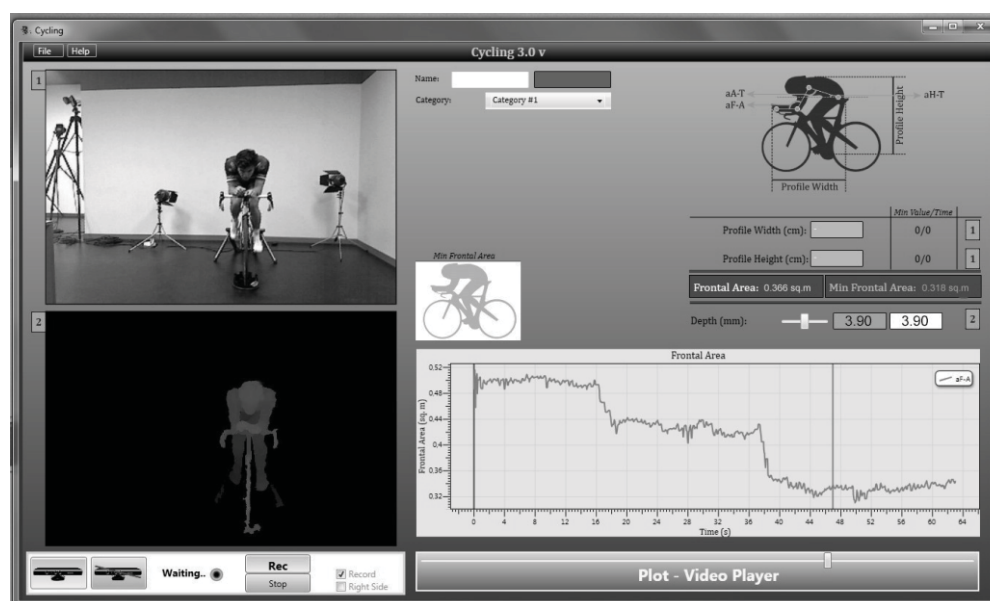 Cycling
File Help
Cycling 3.0 v
1
Name:
Category: Category #1
aA-T
aF-A
aH-T
Profile Height
Profile Width
Min Value/Time
Profile Width (cm): 0/0 1
Profile Height (cm): 0/0 1
Min Frontal Area
Frontal Area: 0.366 sq.m Min Frontal Area: 0.318 sq.m
2
Depth (mm): 3.90 3.90 2
Frontal Area
aF-A
Frontal Area (sq. m)
0.52
0.48
0.44
0.4
0.36
0.32
0 4 8 12 16 20 24 28 32 36 40 44 48 52 56 60 64
Time (s)
Waiting.. Rec
Stop
Record
Right Side
Plot - Video Player